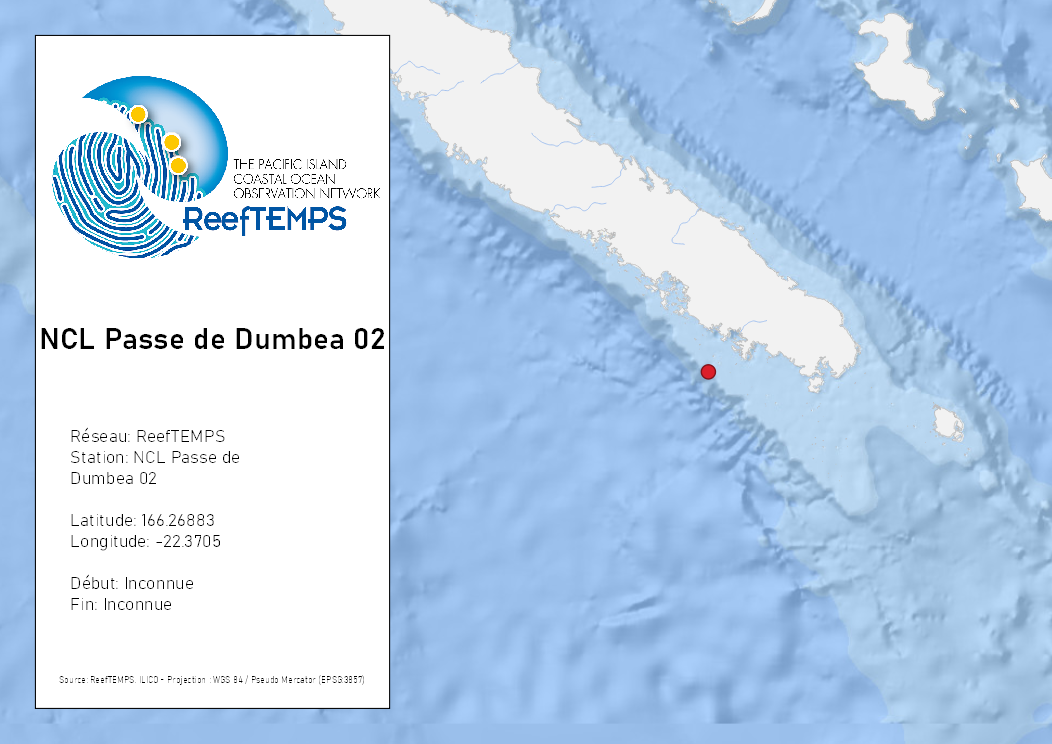 THE PACIFIC ISLAND
COASTAL OCEAN
OBSERVATION NETWORK
ReefTEMPS
NCL Passe de Dumbea 02
Réseau: ReefTEMPS
Station: NCL Passe de
Dumbea 02
Latitude: 166.26883
Longitude: -22.3705
Début: Inconnue
Fin: Inconnue
Source: ReefTEMPS, ILICO - Projection : WGS 84 / Pseudo Mercator (EPSG:3857)